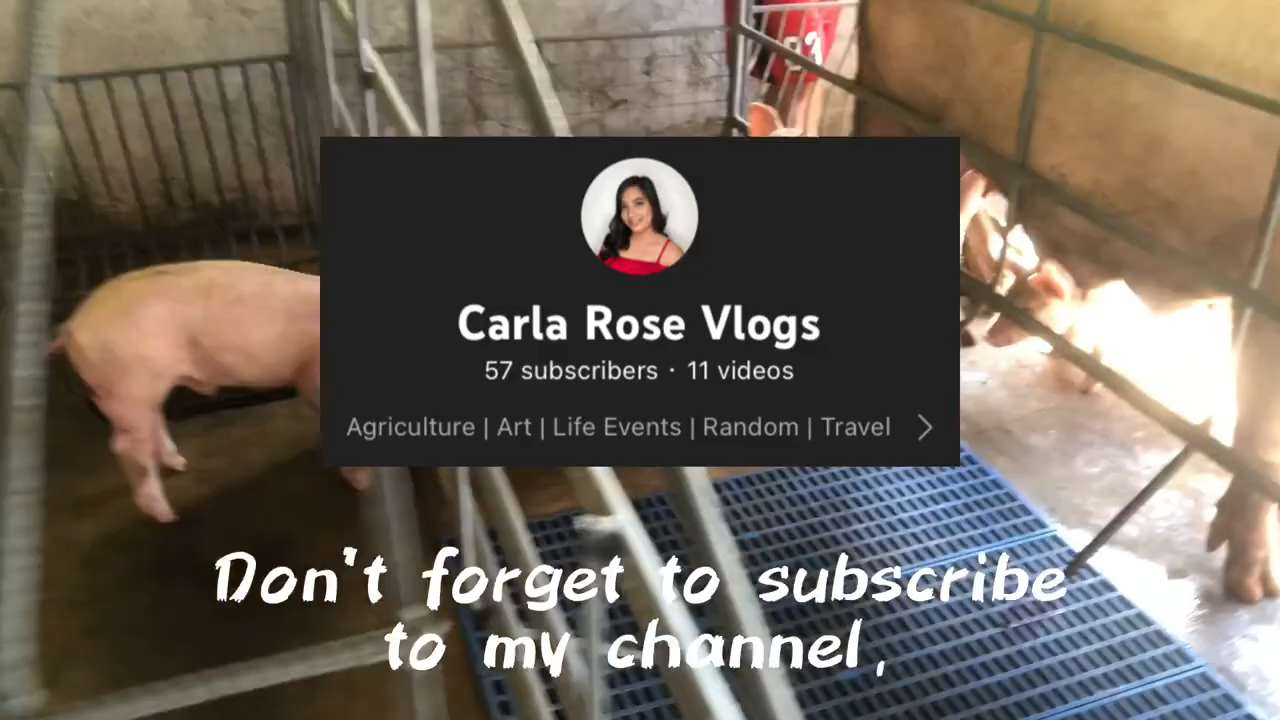 Carla Rose Vlogs
57 subscribers · 11 videos
Agriculture | Art | Life Events | Random | Travel
Don't forget to subscribe
to my channel,